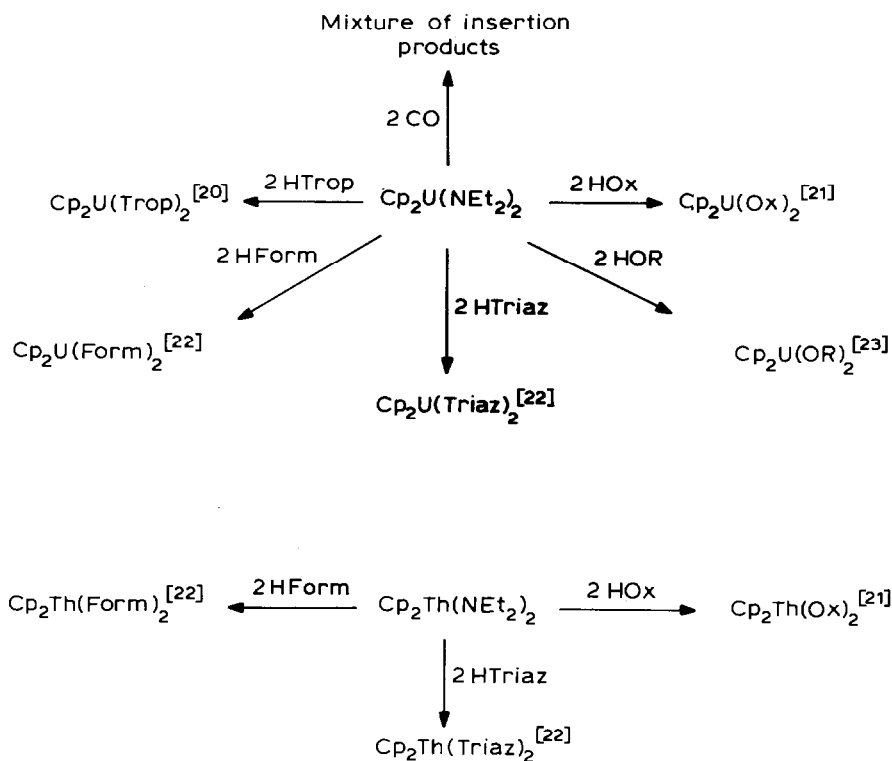 Mixture of insertion
products
2 CO
Cp₂U(Trop)₂[20]
2 HTrop
Cp₂U(NEt₂)₂
2 HOx
Cp₂U(Ox)₂[21]
2 HForm
2 HOR
2 HTriaz
Cp₂U(Form)₂[22]
Cp₂U(OR)₂[23]
Cp₂U(Triaz)₂[22]
Cp₂Th(Form)₂[22]
2 HForm
Cp₂Th(NEt₂)₂
2 HOx
Cp₂Th(Ox)₂[21]
2 HTriaz
Cp₂Th(Triaz)₂[22]